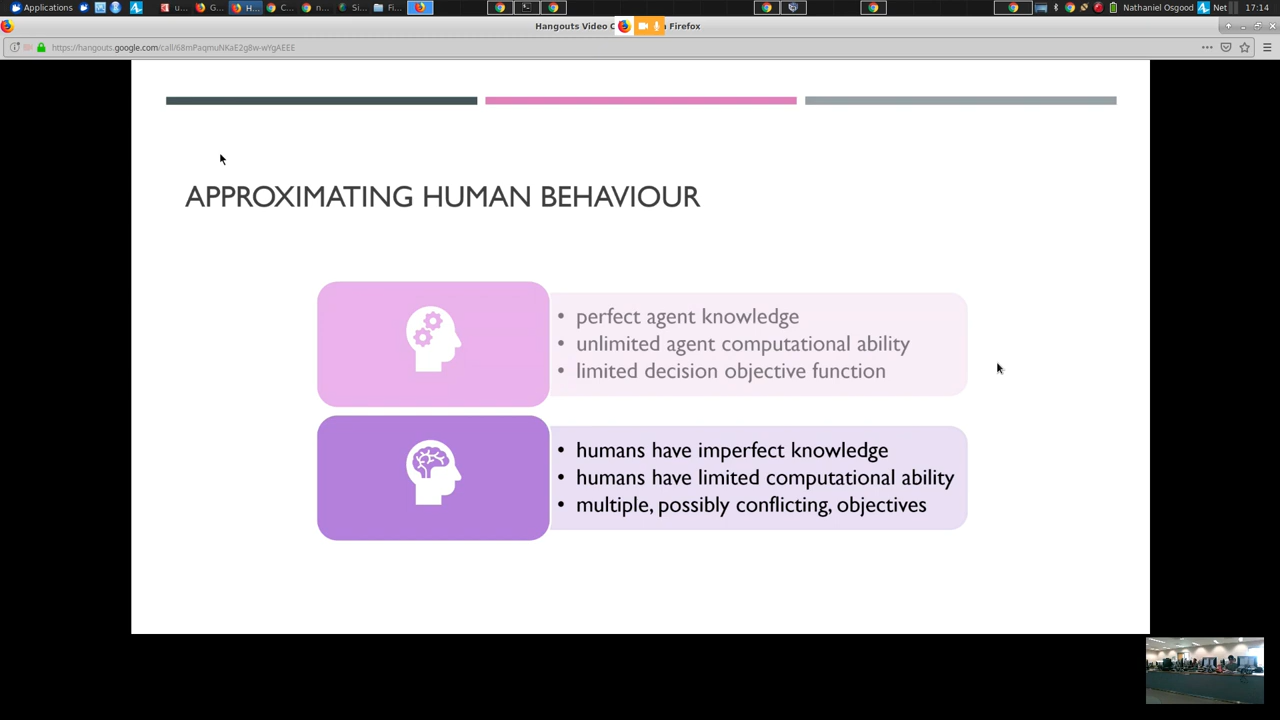 Applications
u...
G...
H...
C...
n...
Si...
Fi...
Nathaniel Osgood
Net
17:14
Hangouts Video C
Firefox
https://hangouts.google.com/call/68mPaqmuNKaE2g8w-wYgAEEE
APPROXIMATING HUMAN BEHAVIOUR
• perfect agent knowledge
• unlimited agent computational ability
• limited decision objective function
• humans have imperfect knowledge
• humans have limited computational ability
• multiple, possibly conflicting, objectives